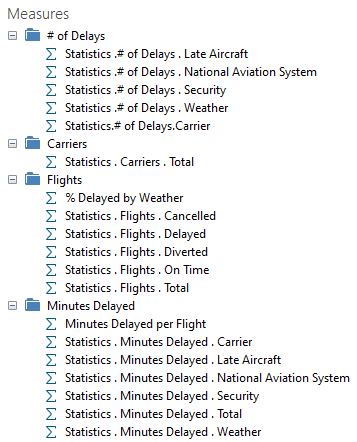 Measures
# of Delays
Statistics .# of Delays . Late Aircraft
Statistics .# of Delays . National Aviation System
Statistics .# of Delays . Security
Statistics .# of Delays . Weather
Statistics.# of Delays.Carrier
Carriers
Statistics . Carriers . Total
Flights
% Delayed by Weather
Statistics . Flights . Cancelled
Statistics . Flights . Delayed
Statistics . Flights . Diverted
Statistics . Flights . On Time
Statistics . Flights . Total
Minutes Delayed
Minutes Delayed per Flight
Statistics . Minutes Delayed . Carrier
Statistics . Minutes Delayed . Late Aircraft
Statistics . Minutes Delayed . National Aviation System
Statistics . Minutes Delayed . Security
Statistics . Minutes Delayed . Total
Statistics . Minutes Delayed . Weather